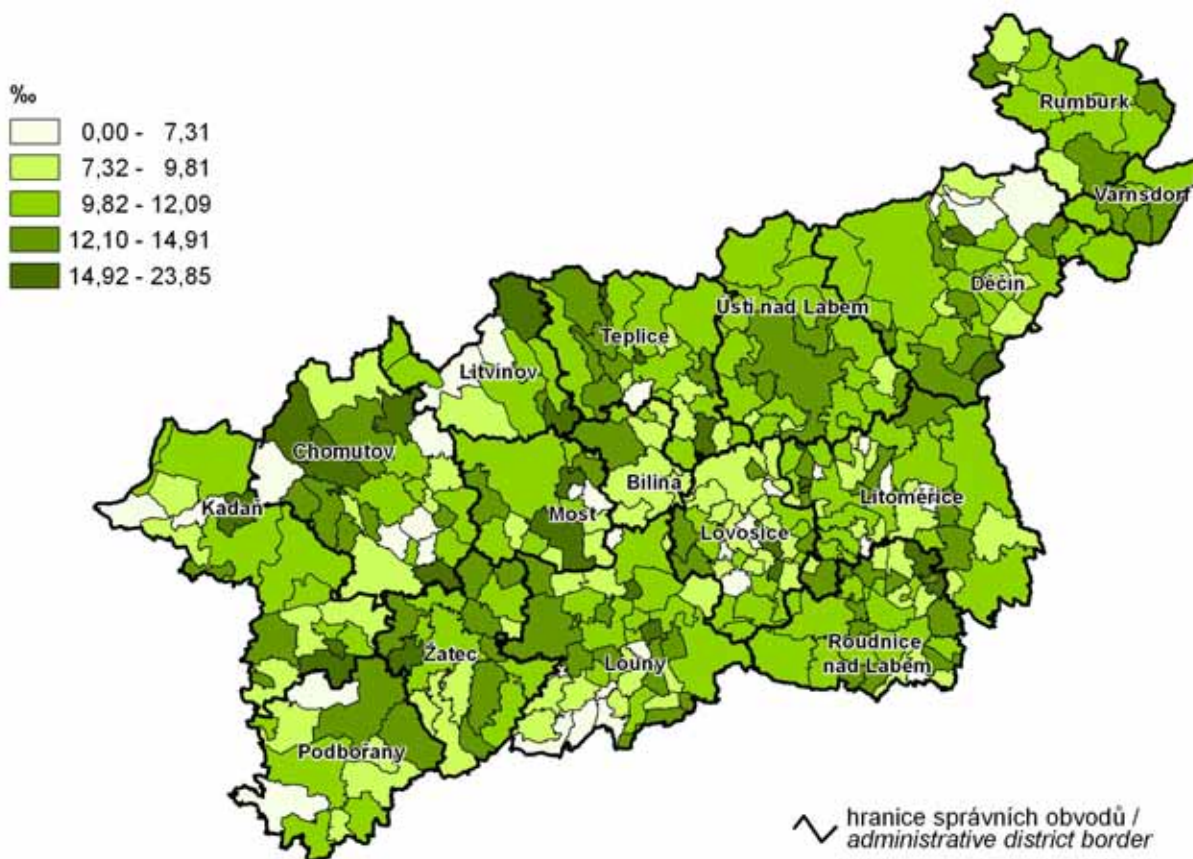 ‰
0,00 - 7,31
7,32 - 9,81
9,82 - 12,09
12,10 - 14,91
14,92 - 23,85
Rumburk
Varnsdorf
Děčín
Ústí nad Labem
Teplice
Litvínov
Chomutov
Kadaň
Bílina
Most
Litoměřice
Lovosice
Roudnice
nad Labem
Žatec
Louny
Podbořany
hranice správních obvodů /
administrative district border